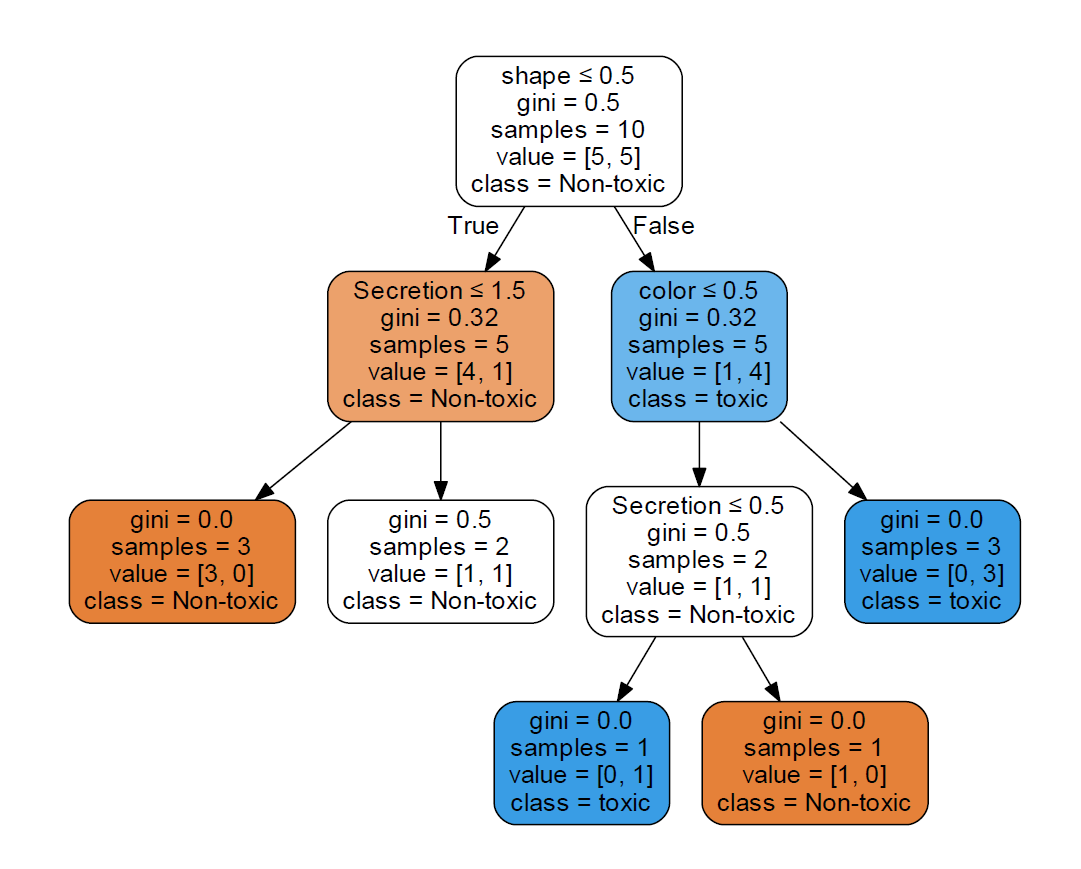 shape ≤ 0.5
gini = 0.5
samples = 10
value = [5, 5]
class = Non-toxic
True
False
Secretion ≤ 1.5
gini = 0.32
samples = 5
value = [4, 1]
class = Non-toxic
color ≤ 0.5
gini = 0.32
samples = 5
value = [1, 4]
class = toxic
gini = 0.0
samples = 3
value = [3, 0]
class = Non-toxic
gini = 0.5
samples = 2
value = [1, 1]
class = Non-toxic
Secretion ≤ 0.5
gini = 0.5
samples = 2
value = [1, 1]
class = Non-toxic
gini = 0.0
samples = 3
value = [0, 3]
class = toxic
gini = 0.0
samples = 1
value = [0, 1]
class = toxic
gini = 0.0
samples = 1
value = [1, 0]
class = Non-toxic